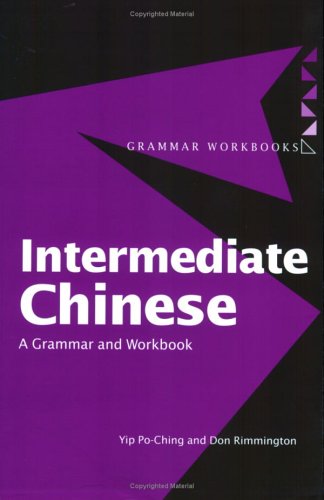 GRAMMAR WORKBOOKS
Intermediate
Chinese
A Grammar and Workbook
Yip Po-Ching and Don Rimmington
Copyrighted Material
Copyrighted Material